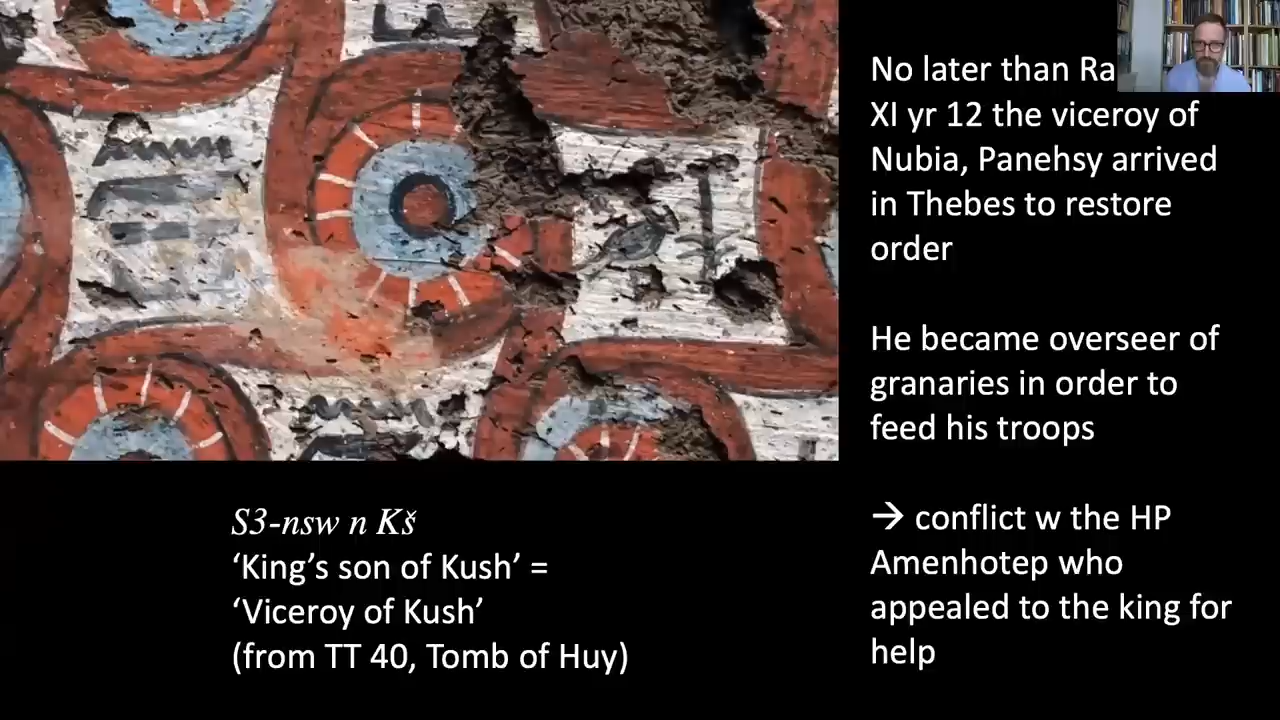 No later than Ra
XI yr 12 the viceroy of
Nubia, Panehsy arrived
in Thebes to restore
order
He became overseer of
granaries in order to
feed his troops
→ conflict w the HP
Amenhotep who
appealed to the king for
help
S3-nsw n Kš
‘King’s son of Kush’ =
‘Viceroy of Kush’
(from TT 40, Tomb of Huy)